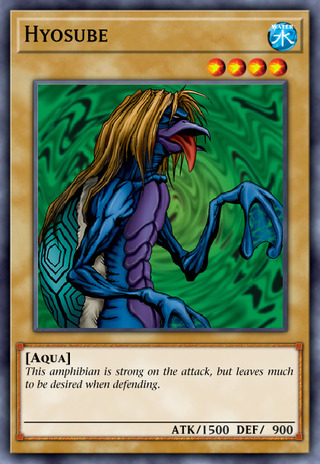 HYOSUBE
WATER
水
[AQUA]
This amphibian is strong on the attack, but leaves much
to be desired when defending.
ATK/1500 DEF/ 900